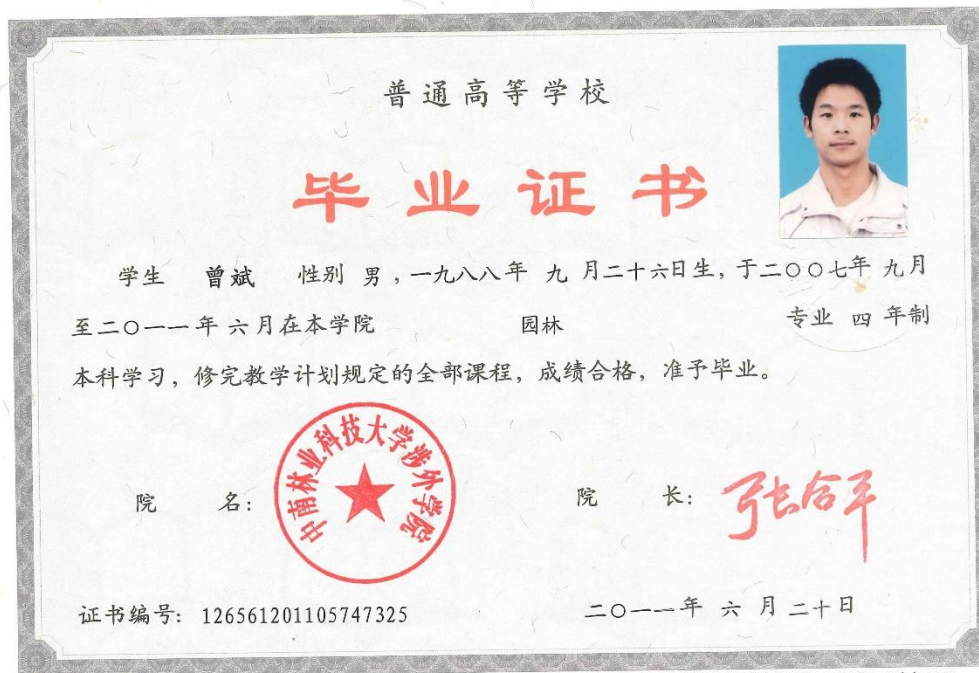 普通高等学校
毕业证书
学生 曾斌 性别 男，一九八八年 九 月二十六日生，于二〇〇七年 九月
至二〇一一年 六月在本学院 园林 专业 四 年制
本科学习，修完教学计划规定的全部课程，成绩合格，准予毕业。
中南林业科技大学涉外学院
院 名： 院 长： 张合平
证书编号：126561201105747325 二〇一一年 六 月二十日